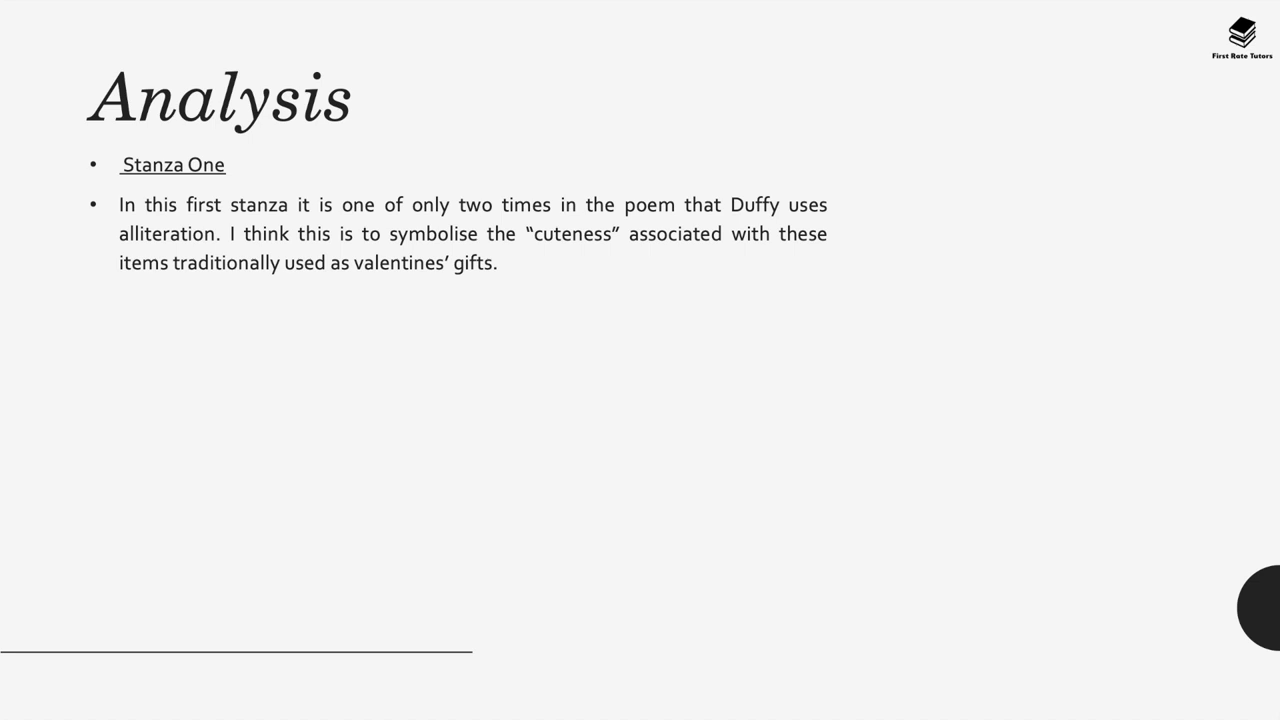 First Rate Tutors
Analysis
• Stanza One
• In this first stanza it is one of only two times in the poem that Duffy uses
alliteration. I think this is to symbolise the “cuteness” associated with these
items traditionally used as valentines’ gifts.